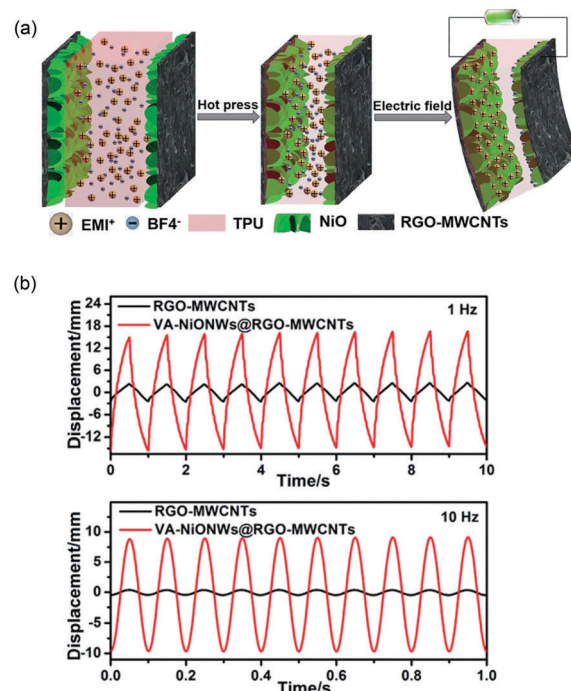 (a)
Hot press
Electric field
EMI⁺ BF4⁻ TPU NiO RGO-MWCNTs
(b)
RGO-MWCNTs
VA-NiONWs@RGO-MWCNTs
1 Hz
Displacement/mm
24
18
12
6
0
-6
-12
0 2 4 6 8 10
Time/s
RGO-MWCNTs
VA-NiONWs@RGO-MWCNTs
10 Hz
Displacement/mm
10
5
0
-5
-10
0.0 0.2 0.4 0.6 0.8 1.0
Time/s